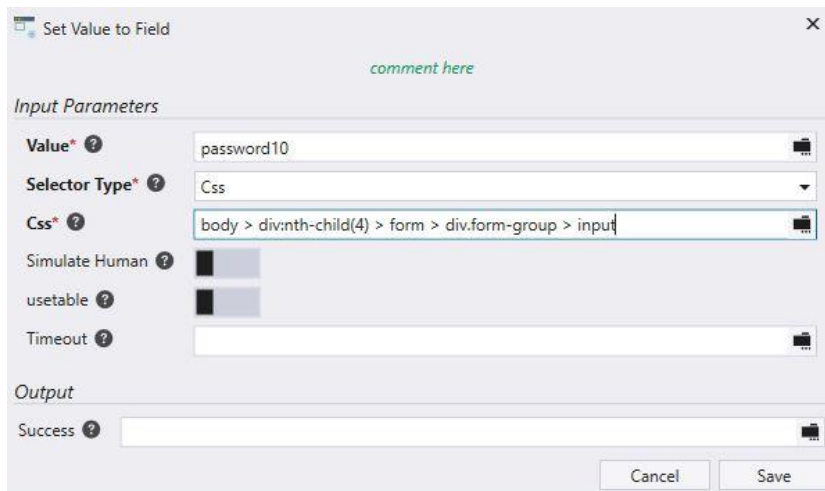 Set Value to Field
comment here
Input Parameters
Value* password10
Selector Type* Css
Css* body > div:nth-child(4) > form > div.form-group > input
Simulate Human
usetable
Timeout
Output
Success
Cancel Save